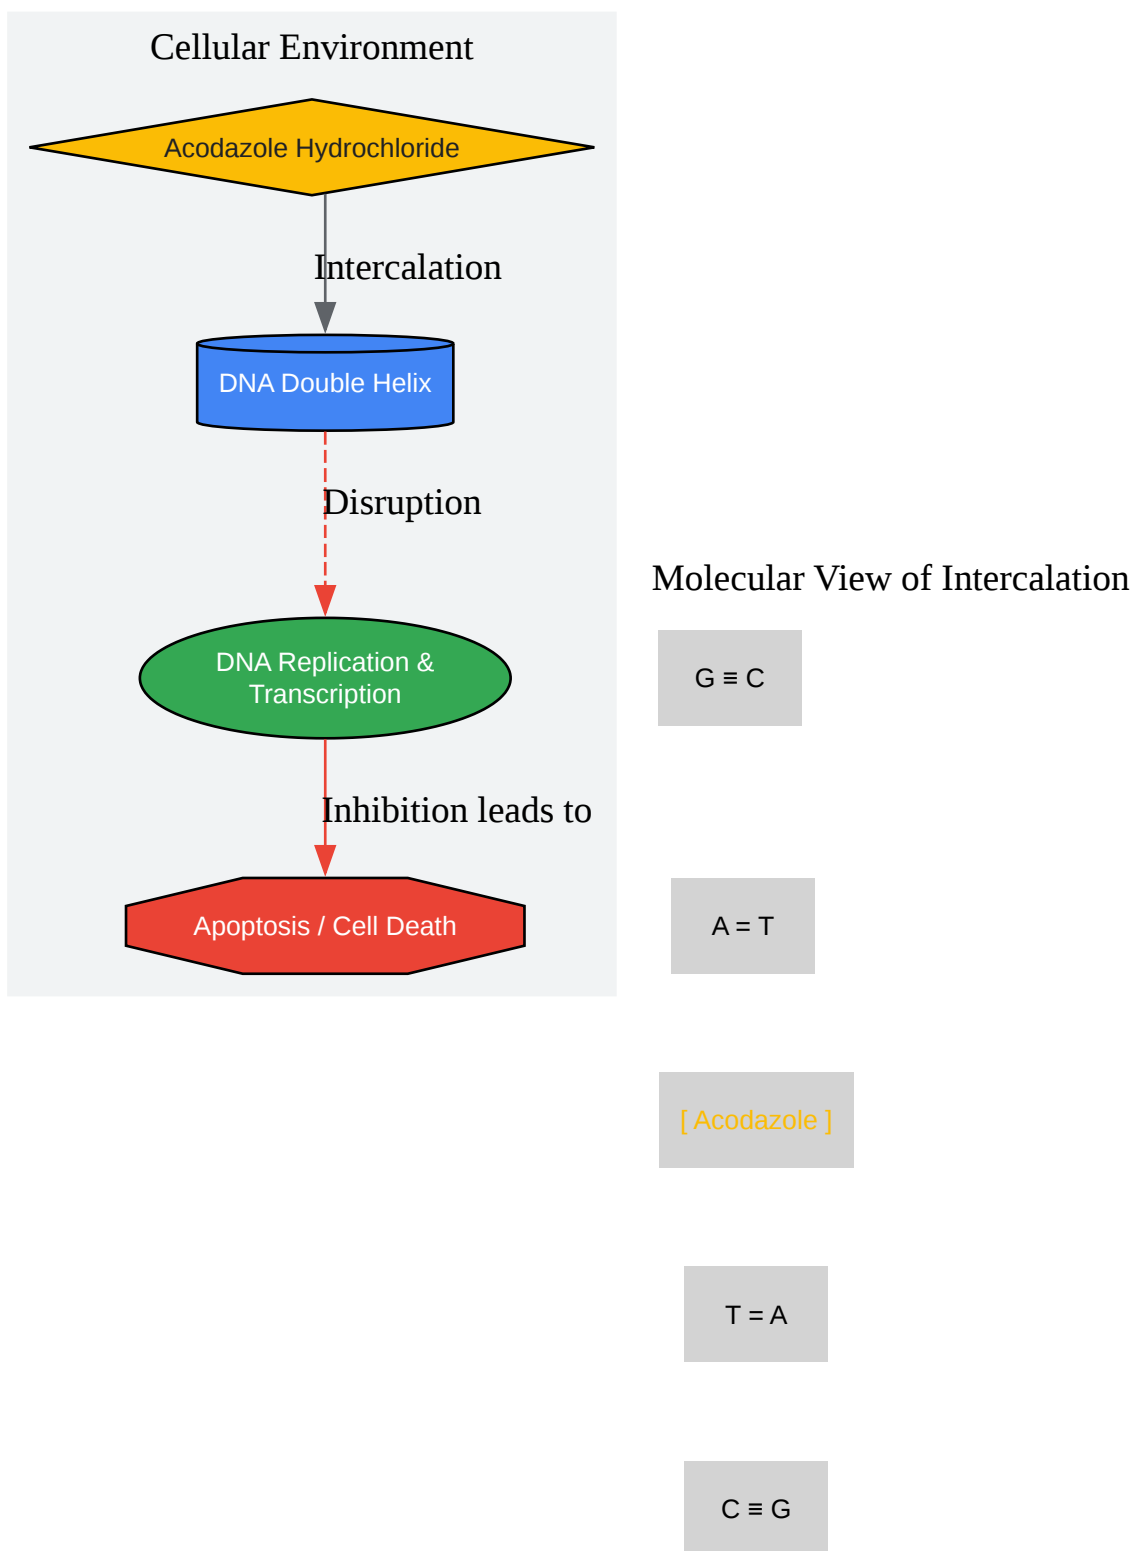 Cellular Environment
Acodazole Hydrochloride
Intercalation
DNA Double Helix
Disruption
DNA Replication &
Transcription
Inhibition leads to
Apoptosis / Cell Death
Molecular View of Intercalation
G ≡ C
A = T
[ Acodazole ]
T = A
C ≡ G